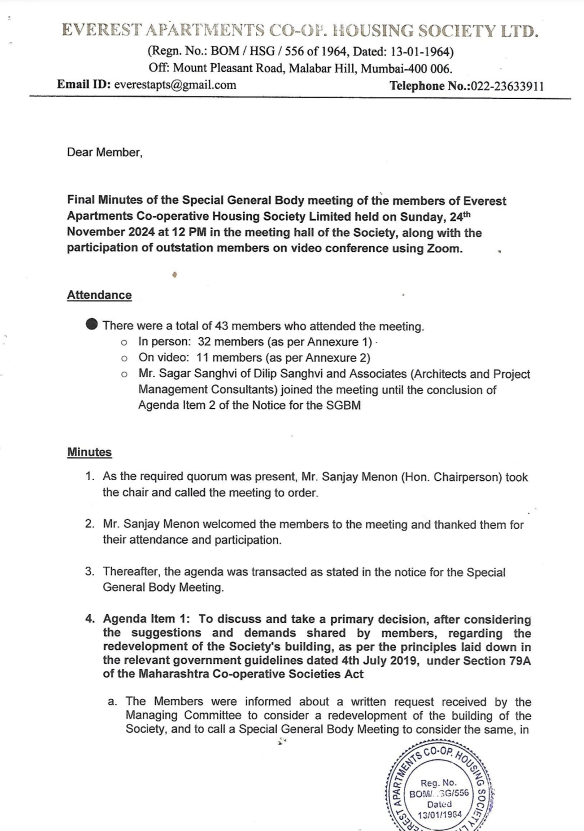 EVEREST APARTMENTS CO-OP. HOUSING SOCIETY LTD.
(Regn. No.: BOM / HSG / 556 of 1964, Dated: 13-01-1964)
Off: Mount Pleasant Road, Malabar Hill, Mumbai-400 006.
Email ID: everestapts@gmail.com Telephone No.:022-23633911
Dear Member,
Final Minutes of the Special General Body meeting of the members of Everest
Apartments Co-operative Housing Society Limited held on Sunday, 24th
November 2024 at 12 PM in the meeting hall of the Society, along with the
participation of outstation members on video conference using Zoom.
Attendance
● There were a total of 43 members who attended the meeting.
o In person: 32 members (as per Annexure 1)
o On video: 11 members (as per Annexure 2)
o Mr. Sagar Sanghvi of Dilip Sanghvi and Associates (Architects and Project
Management Consultants) joined the meeting until the conclusion of
Agenda Item 2 of the Notice for the SGBM
Minutes
1. As the required quorum was present, Mr. Sanjay Menon (Hon. Chairperson) took
the chair and called the meeting to order.
2. Mr. Sanjay Menon welcomed the members to the meeting and thanked them for
their attendance and participation.
3. Thereafter, the agenda was transacted as stated in the notice for the Special
General Body Meeting.
4. Agenda Item 1: To discuss and take a primary decision, after considering
the suggestions and demands shared by members, regarding the
redevelopment of the Society's building, as per the principles laid down in
the relevant government guidelines dated 4th July 2019, under Section 79A
of the Maharashtra Co-operative Societies Act
a. The Members were informed about a written request received by the
Managing Committee to consider a redevelopment of the building of the
Society, and to call a Special General Body Meeting to consider the same, in
APARTMENTS CO-OP. HOUSING SOCIETY
Reg. No.
BOM/ SG/556
Dated
13/01/1964